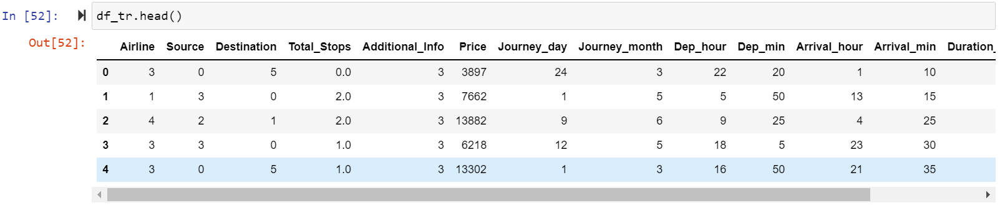 In [52]: df_tr.head()
Out[52]:
Airline Source Destination Total_Stops Additional_Info Price Journey_day Journey_month Dep_hour Dep_min Arrival_hour Arrival_min Duration_
0 3 0 5 0.0 3 3897 24 3 22 20 1 10
1 1 3 0 2.0 3 7662 1 5 5 50 13 15
2 4 2 1 2.0 3 13882 9 6 9 25 4 25
3 3 3 0 1.0 3 6218 12 5 18 5 23 30
4 3 0 5 1.0 3 13302 1 3 16 50 21 35